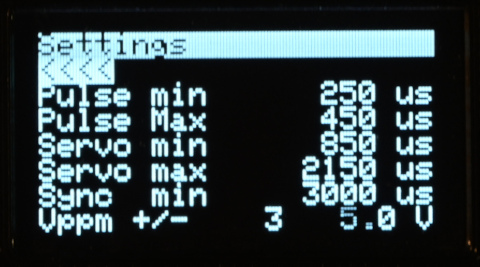 Settings
<<<<
Pulse min 250 us
Pulse Max 450 us
Servo min 850 us
Servo max 2150 us
Sync min 3000 us
Vppm +/- 3 5.0 V